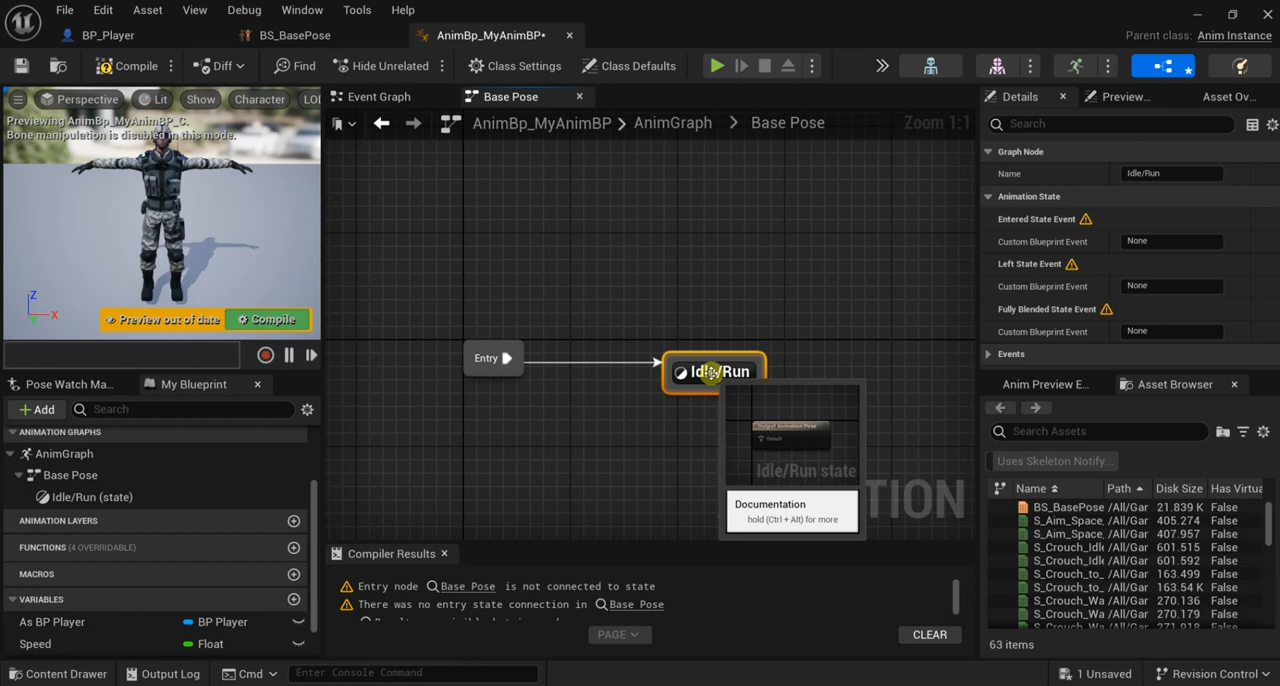 File Edit Asset View Debug Window Tools Help
BP_Player BS_BasePose AnimBp_MyAnimBP* Parent class: Anim Instance
Compile Diff Find Hide Unrelated Class Settings Class Defaults
Perspective Lit Show Character LOD
Previewing AnimBp_MyAnimBP_C.
Bone manipulation is disabled in this mode.
Z
X
Preview out of date Compile
Event Graph Base Pose
AnimBp_MyAnimBP > AnimGraph > Base Pose Zoom 1:1
Entry
Idle/Run
Output Animation Pose
Result
Idle/Run state
Documentation
hold (Ctrl + Alt) for more
Details Preview... Asset Ov...
Search
Graph Node
Name Idle/Run
Animation State
Entered State Event
Custom Blueprint Event None
Left State Event
Custom Blueprint Event None
Fully Blended State Event
Custom Blueprint Event None
Events
Pose Watch Ma... My Blueprint
+ Add Search
ANIMATION GRAPHS
AnimGraph
Base Pose
Idle/Run (state)
ANIMATION LAYERS
FUNCTIONS (4 OVERRIDABLE)
MACROS
VARIABLES
As BP Player BP Player
Speed Float
Compiler Results
Entry node Base Pose is not connected to state
There was no entry state connection in Base Pose
PAGE CLEAR
Anim Preview E... Asset Browser
Search Assets
Uses Skeleton Notify...
Name Path Disk Size Has Virtua
BS_BasePose /All/Gar 21.839 K False
S_Aim_Space, /All/Gar 405.274 False
S_Aim_Space, /All/Gar 407.957 False
S_Crouch_Idl /All/Gar 601.515 False
S_Crouch_Idl /All/Gar 601.592 False
S_Crouch_to_ /All/Gar 163.499 False
S_Crouch_to_ /All/Gar 163.54 K False
S_Crouch_Wa /All/Gar 270.136 False
S_Crouch_Wa /All/Gar 270.179 False
S_Crouch_Wa /All/Gar 271.918 False
63 items
Content Drawer Output Log Cmd Enter Console Command 1 Unsaved Revision Control